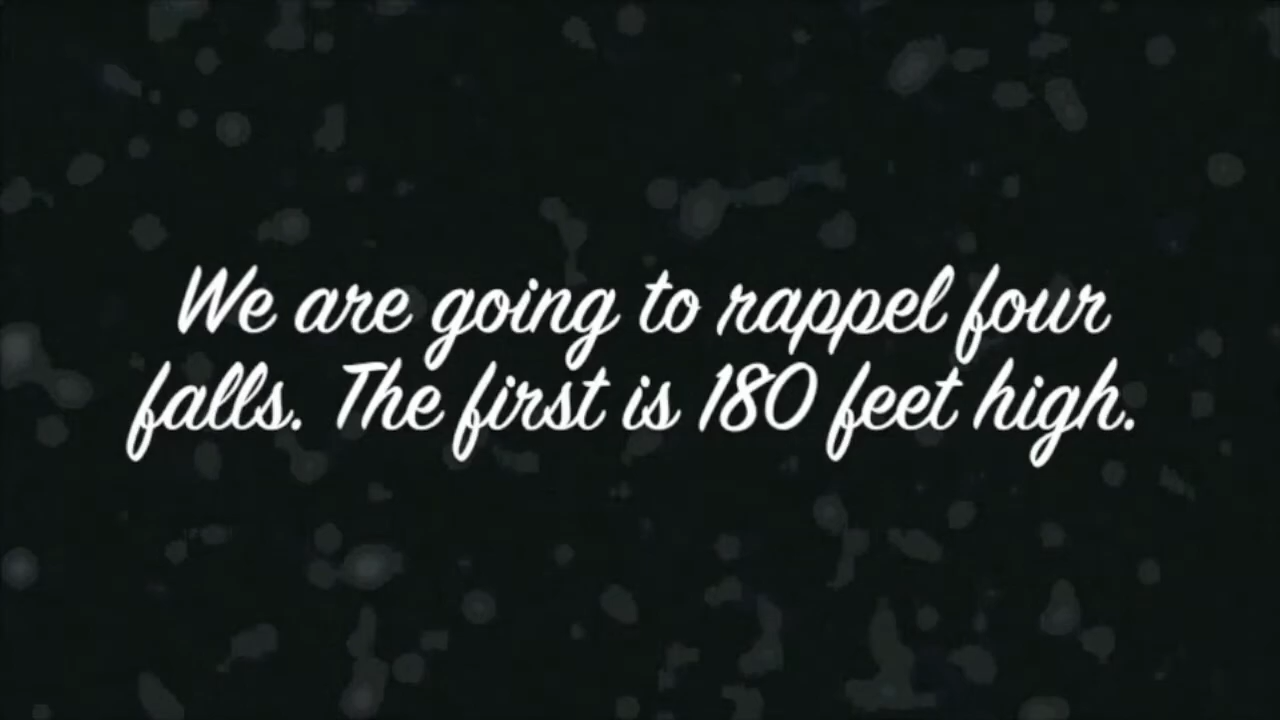 We are going to rappel four
falls. The first is 180 feet high.